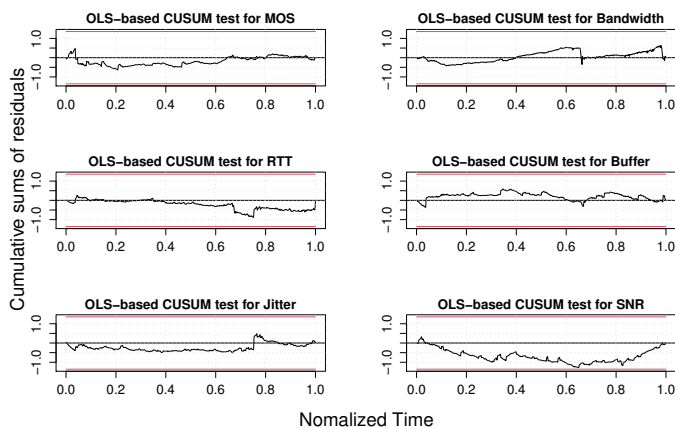 OLS-based CUSUM test for MOS
1.0
-1.0
0.0 0.2 0.4 0.6 0.8 1.0
OLS-based CUSUM test for Bandwidth
1.0
-1.0
0.0 0.2 0.4 0.6 0.8 1.0
OLS-based CUSUM test for RTT
1.0
-1.0
0.0 0.2 0.4 0.6 0.8 1.0
OLS-based CUSUM test for Buffer
1.0
-1.0
0.0 0.2 0.4 0.6 0.8 1.0
OLS-based CUSUM test for Jitter
1.0
-1.0
0.0 0.2 0.4 0.6 0.8 1.0
OLS-based CUSUM test for SNR
1.0
-1.0
0.0 0.2 0.4 0.6 0.8 1.0
Cumulative sums of residuals
Nomalized Time